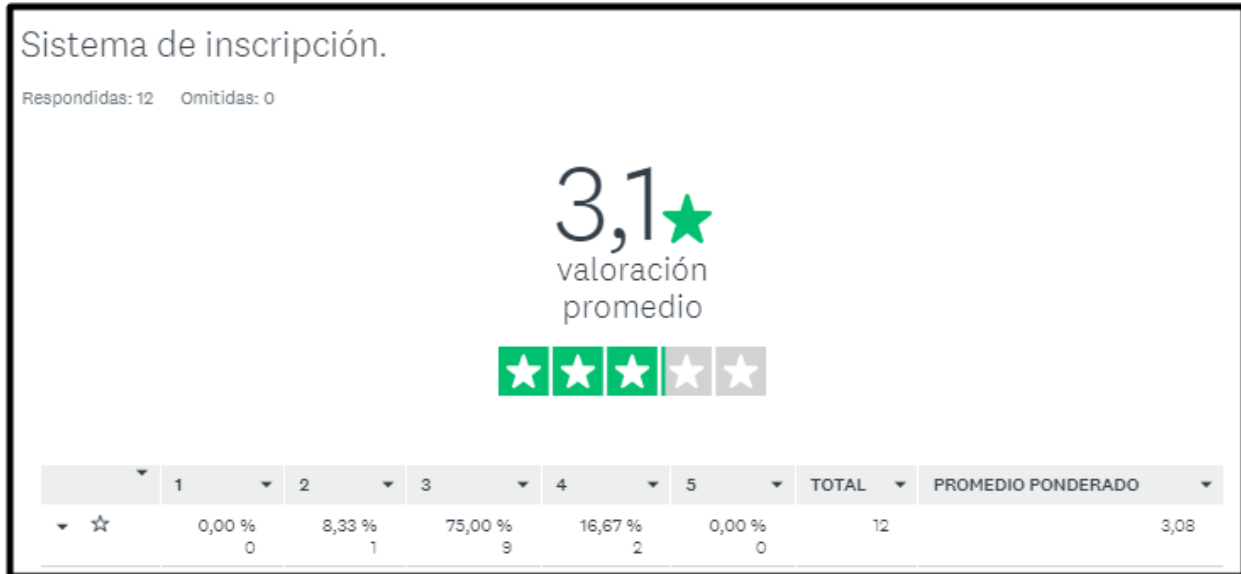 Sistema de inscripción.
Respondidas: 12 Omitidas: 0
3,1
valoración
promedio
1 2 3 4 5 TOTAL PROMEDIO PONDERADO
0,00 % 8,33 % 75,00 % 16,67 % 0,00 % 12 3,08
0 1 9 2 0